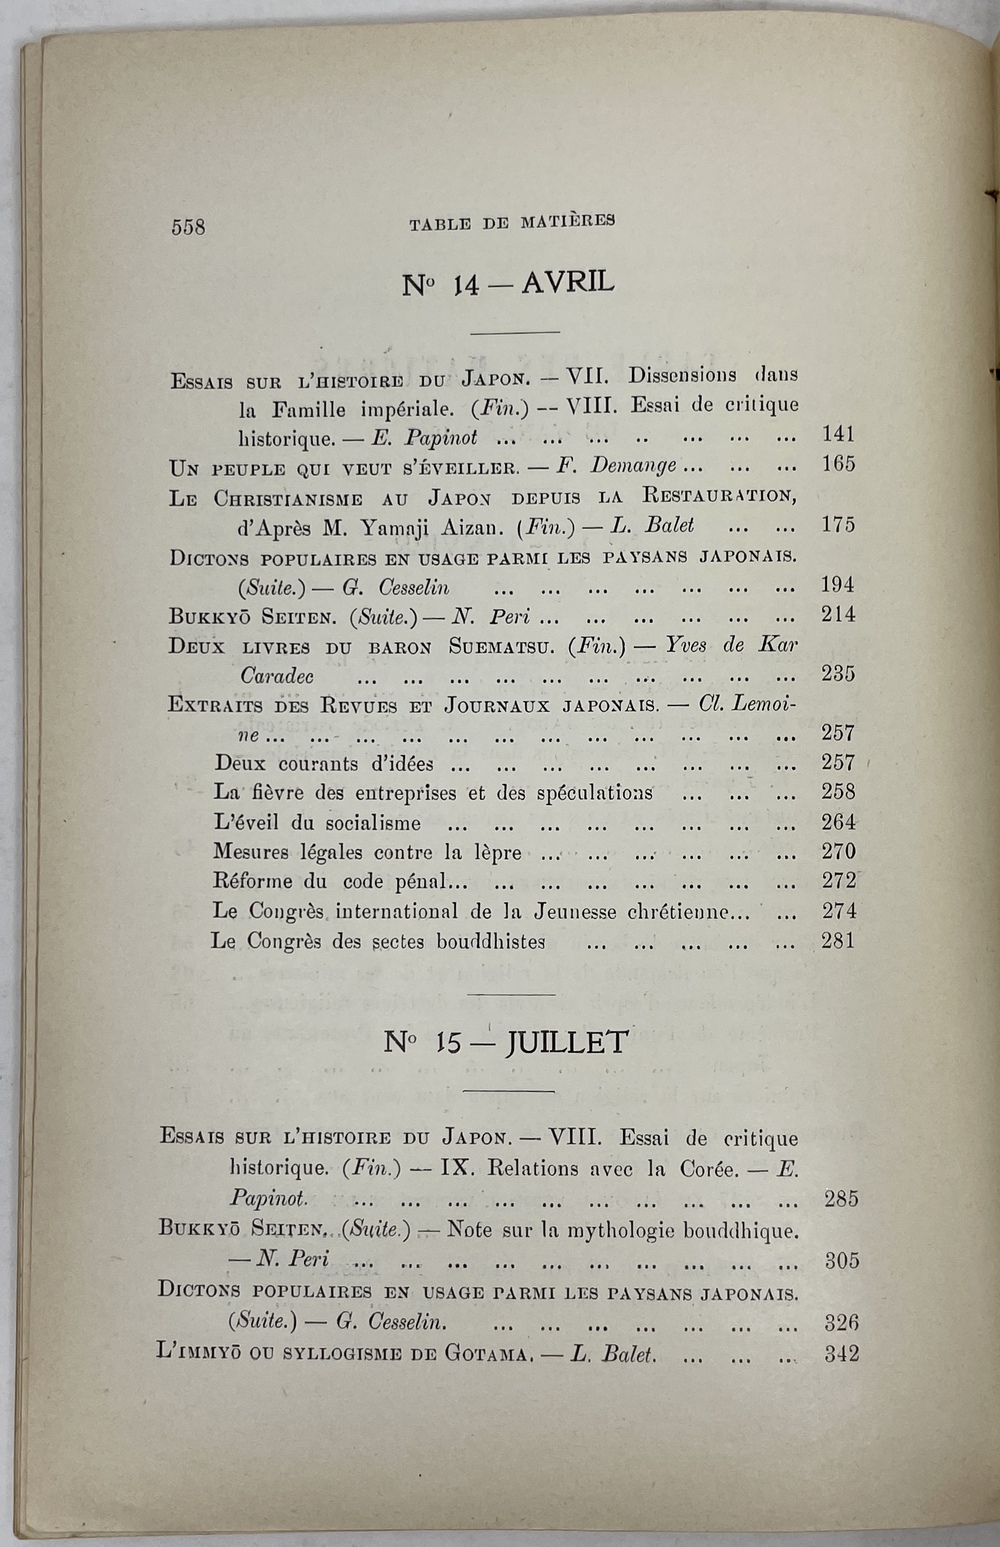 558 TABLE DE MATIÈRES
Nº 14 — AVRIL
ESSAIS SUR L'HISTOIRE DU JAPON. — VII. Dissensions dans
la Famille impériale. (Fin.) -- VIII. Essai de critique
historique. — E. Papinot ... ... ... .. ... ... ... 141
UN PEUPLE QUI VEUT S'ÉVEILLER. — F. Demange ... ... ... 165
LE CHRISTIANISME AU JAPON DEPUIS LA RESTAURATION,
d'Après M. Yamaji Aizan. (Fin.) — L. Balet ... ... 175
DICTONS POPULAIRES EN USAGE PARMI LES PAYSANS JAPONAIS.
(Suite.) — G. Cesselin ... ... ... ... ... ... ... 194
BUKKYŌ SEITEN. (Suite.) — N. Peri ... ... ... ... ... ... 214
DEUX LIVRES DU BARON SUEMATSU. (Fin.) — Yves de Kar
Caradec ... ... ... ... ... ... ... ... ... ... 235
EXTRAITS DES REVUES ET JOURNAUX JAPONAIS. — Cl. Lemoi-
ne ... ... ... ... ... ... ... ... ... ... ... ... 257
Deux courants d'idées ... ... ... ... ... ... ... ... 257
La fièvre des entreprises et des spéculations ... ... ... 258
L'éveil du socialisme ... ... ... ... ... ... ... ... 264
Mesures légales contre la lèpre ... ... ... ... ... ... 270
Réforme du code pénal... ... ... ... ... ... ... ... 272
Le Congrès international de la Jeunesse chrétienne... ... 274
Le Congrès des sectes bouddhistes ... ... ... ... ... 281
Nº 15 — JUILLET
ESSAIS SUR L'HISTOIRE DU JAPON. — VIII. Essai de critique
historique. (Fin.) — IX. Relations avec la Corée. — E.
Papinot. ... ... ... ... ... ... ... ... ... ... 285
BUKKYŌ SEITEN. (Suite.) — Note sur la mythologie bouddhique.
— N. Peri ... ... ... ... ... ... ... ... ... ... 305
DICTONS POPULAIRES EN USAGE PARMI LES PAYSANS JAPONAIS.
(Suite.) — G. Cesselin. ... ... ... ... ... ... ... 326
L'IMMYŌ OU SYLLOGISME DE GOTAMA. — L. Balet. ... ... ... 342